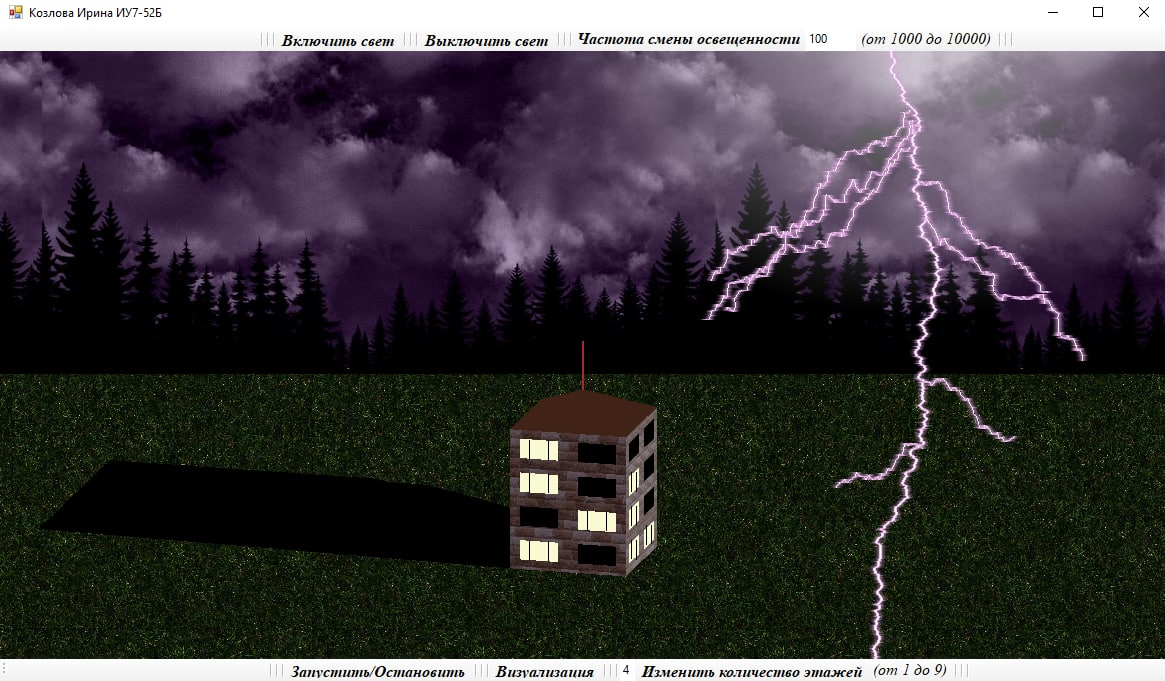 Козлова Ирина ИУ7-52Б
Включить свет Выключить свет Частота смены освещенности 100 (от 1000 до 10000)
Запустить/Остановить Визуализация 4 Изменить количество этажей (от 1 до 9)